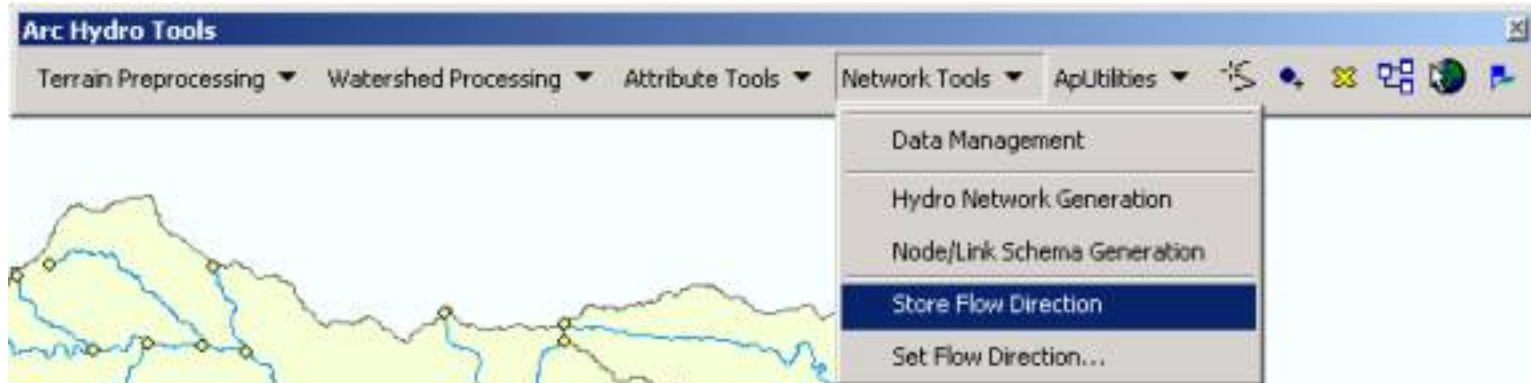 Arc Hydro Tools
Terrain Preprocessing Watershed Processing Attribute Tools Network Tools ApUtilities
Data Management
Hydro Network Generation
Node/Link Schema Generation
Store Flow Direction
Set Flow Direction...